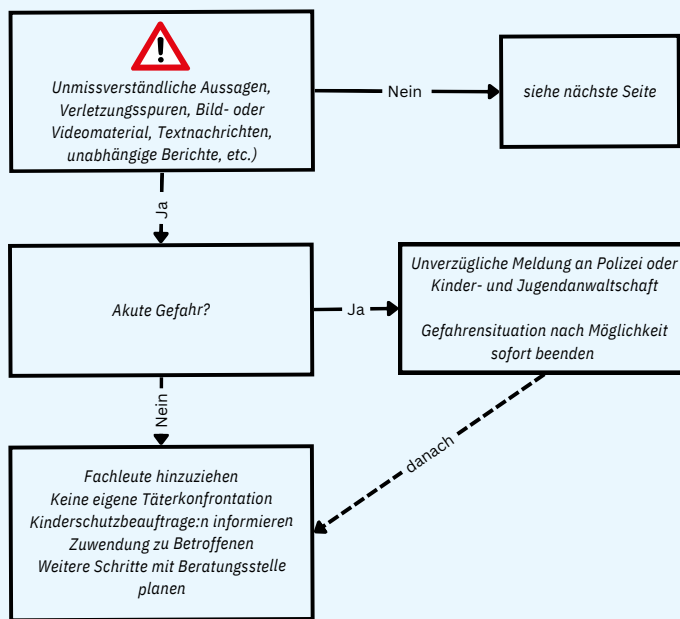 !
Unmissverständliche Aussagen,
Verletzungsspuren, Bild- oder
Videomaterial, Textnachrichten,
unabhängige Berichte, etc.)
Nein
siehe nächste Seite
Ja
Akute Gefahr?
Ja
Unverzügliche Meldung an Polizei oder
Kinder- und Jugendanwaltschaft
Gefahrensituation nach Möglichkeit
sofort beenden
Nein
danach
Fachleute hinzuziehen
Keine eigene Täterkonfrontation
Kinderschutzbeauftrage:n informieren
Zuwendung zu Betroffenen
Weitere Schritte mit Beratungsstelle
planen